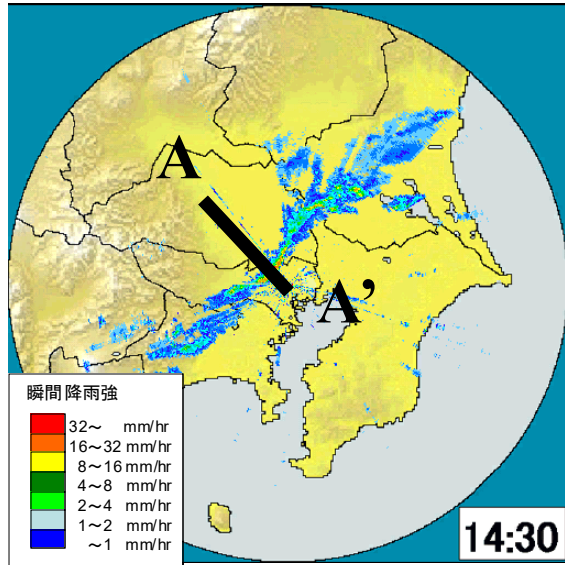 A
A’
瞬間降雨強
32～ mm/hr
16～32 mm/hr
8～16 mm/hr
4～8 mm/hr
2～4 mm/hr
1～2 mm/hr
～1 mm/hr
14:30